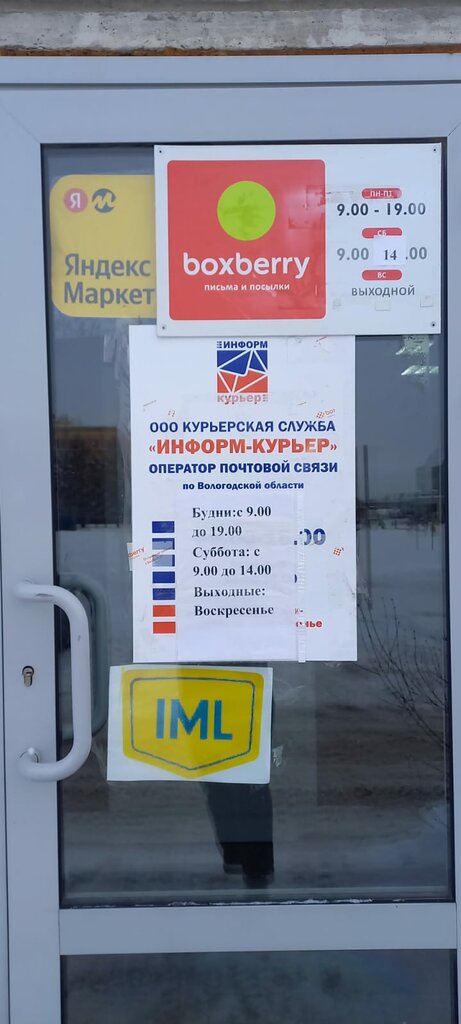 Я М
Яндекс
Маркет
boxberry
письма и посылки
ПН-ПТ
9.00 - 19.00
СБ
9.00 14 .00
ВС
ВЫХОДНОЙ
ИНФОРМ
курьер
ООО КУРЬЕРСКАЯ СЛУЖБА
«ИНФОРМ-КУРЬЕР»
ОПЕРАТОР ПОЧТОВОЙ СВЯЗИ
по Вологодской области
Будни:с 9.00
до 19.00
Суббота: с
9.00 до 14.00
Выходные:
Воскресенье
IML